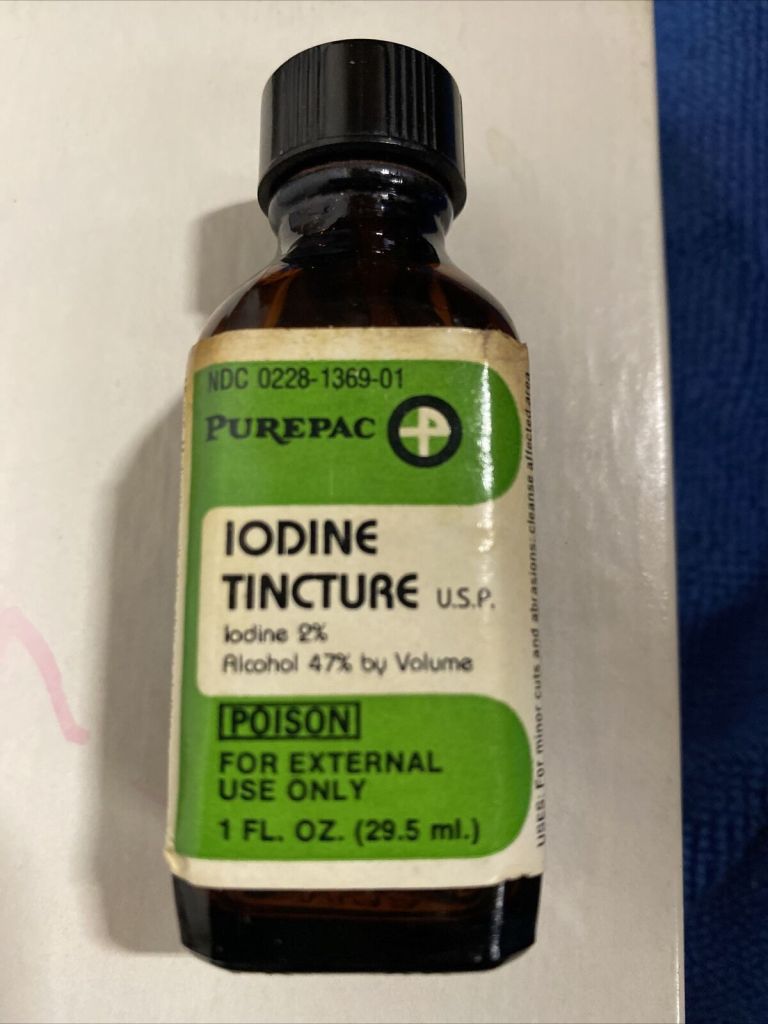 NDC 0228-1369-01
PUREPAC
IODINE
TINCTURE U.S.P.
Iodine 2%
Alcohol 47% by Volume
POISON
FOR EXTERNAL
USE ONLY
1 FL. OZ. (29.5 ml.)
USES: For minor cuts and abrasions: cleanse affected area